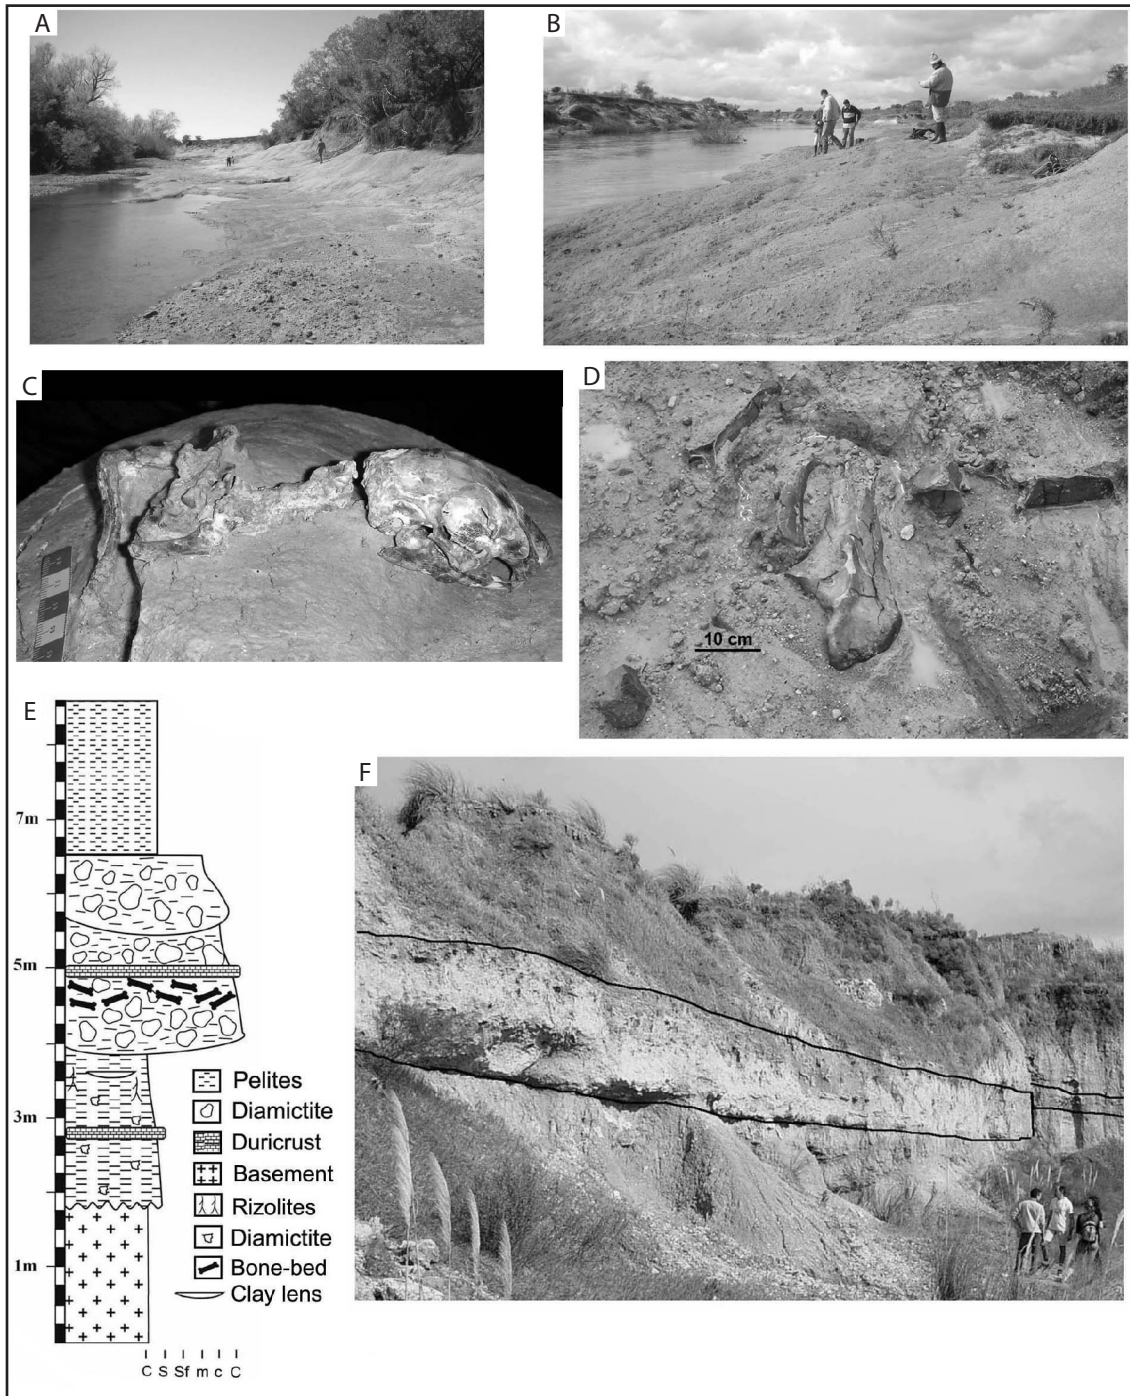 A
B
C
D
10 cm
E
7m
5m
3m
1m
Pelites
Diamictite
Duricrust
Basement
Rizolites
Diamictite
Bone-bed
Clay lens
C S Sf m c C
F